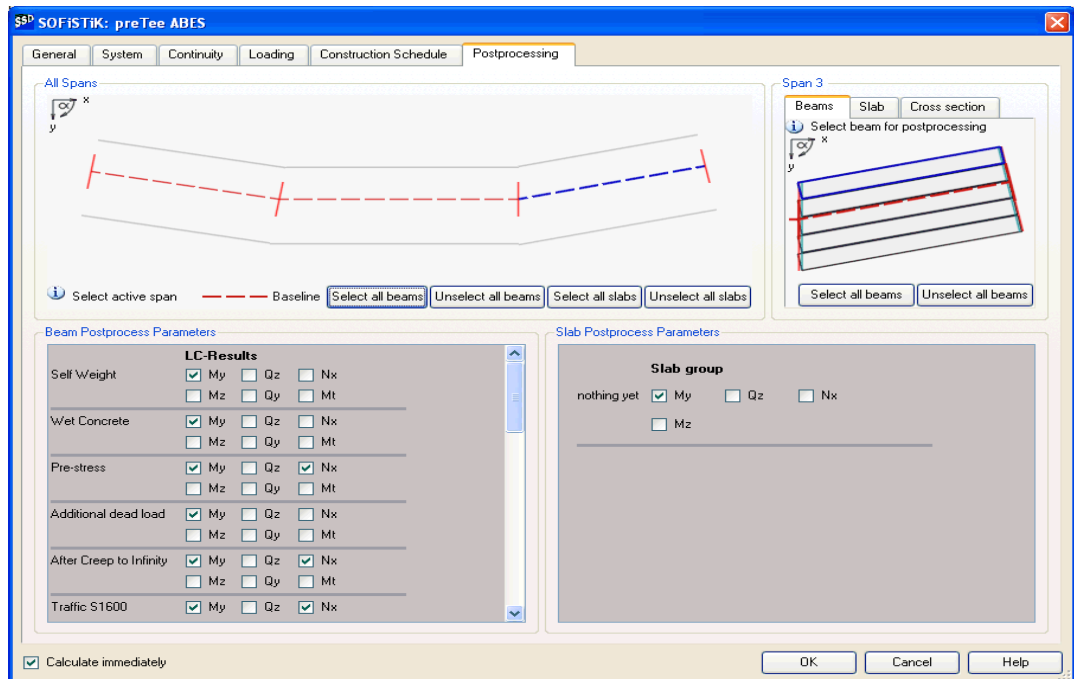 SSD SOFiSTiK: preTee ABES
General System Continuity Loading Construction Schedule Postprocessing
All Spans
x
α
y
Select active span Baseline Select all beams Unselect all beams Select all slabs Unselect all slabs
Span 3
Beams Slab Cross section
Select beam for postprocessing
x
α
y
Select all beams Unselect all beams
Beam Postprocess Parameters
LC-Results
Self Weight My Qz Nx
Mz Qy Mt
Wet Concrete My Qz Nx
Mz Qy Mt
Pre-stress My Qz Nx
Mz Qy Mt
Additional dead load My Qz Nx
Mz Qy Mt
After Creep to Infinity My Qz Nx
Mz Qy Mt
Traffic S1600 My Qz Nx
Slab Postprocess Parameters
Slab group
nothing yet My Qz Nx
Mz
Calculate immediately
OK Cancel Help